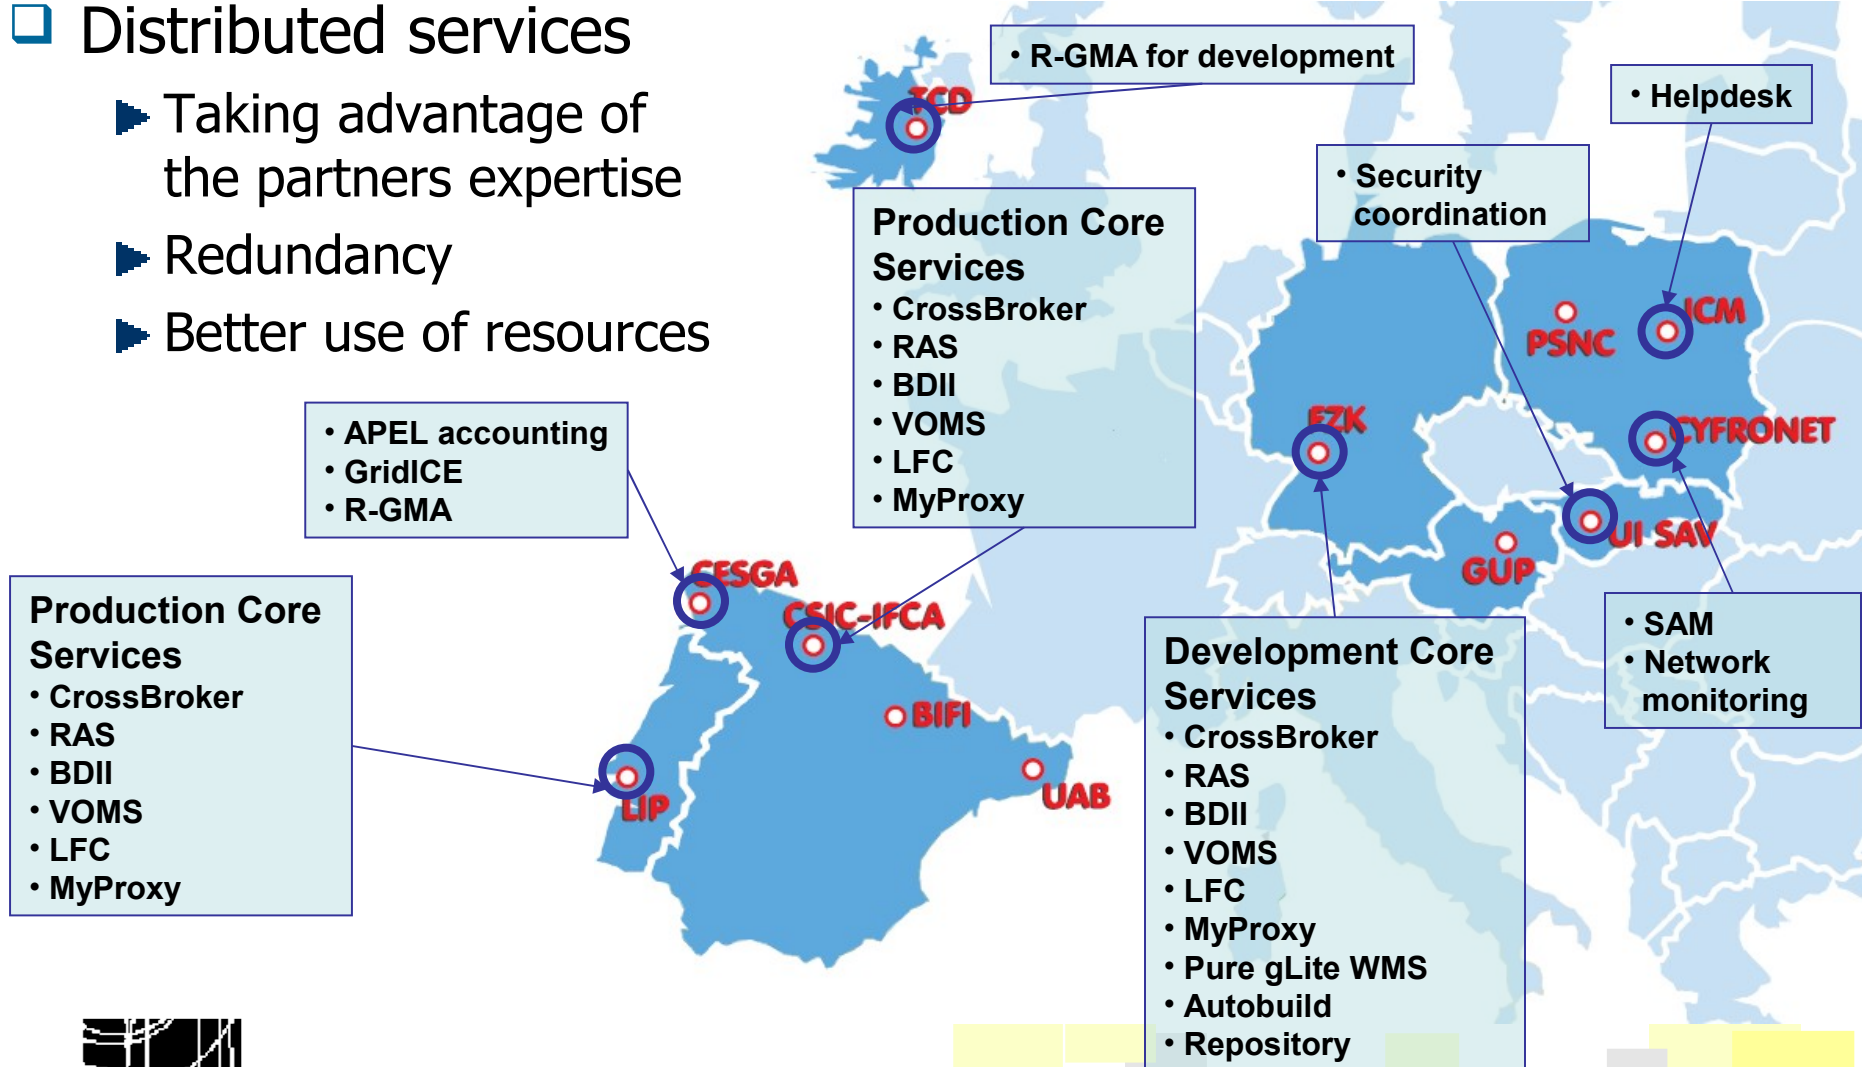 Distributed services
Taking advantage of
the partners expertise
Redundancy
Better use of resources
• R-GMA for development
• Helpdesk
• Security
coordination
TCD
Production Core
Services
• CrossBroker
• RAS
• BDII
• VOMS
• LFC
• MyProxy
ICM
PSNC
FZK
CYFRONET
UI SAV
GUP
• APEL accounting
• GridICE
• R-GMA
CESGA
CSIC-IFCA
BIFI
UAB
LIP
Production Core
Services
• CrossBroker
• RAS
• BDII
• VOMS
• LFC
• MyProxy
• SAM
• Network
monitoring
Development Core
Services
• CrossBroker
• RAS
• BDII
• VOMS
• LFC
• MyProxy
• Pure gLite WMS
• Autobuild
• Repository